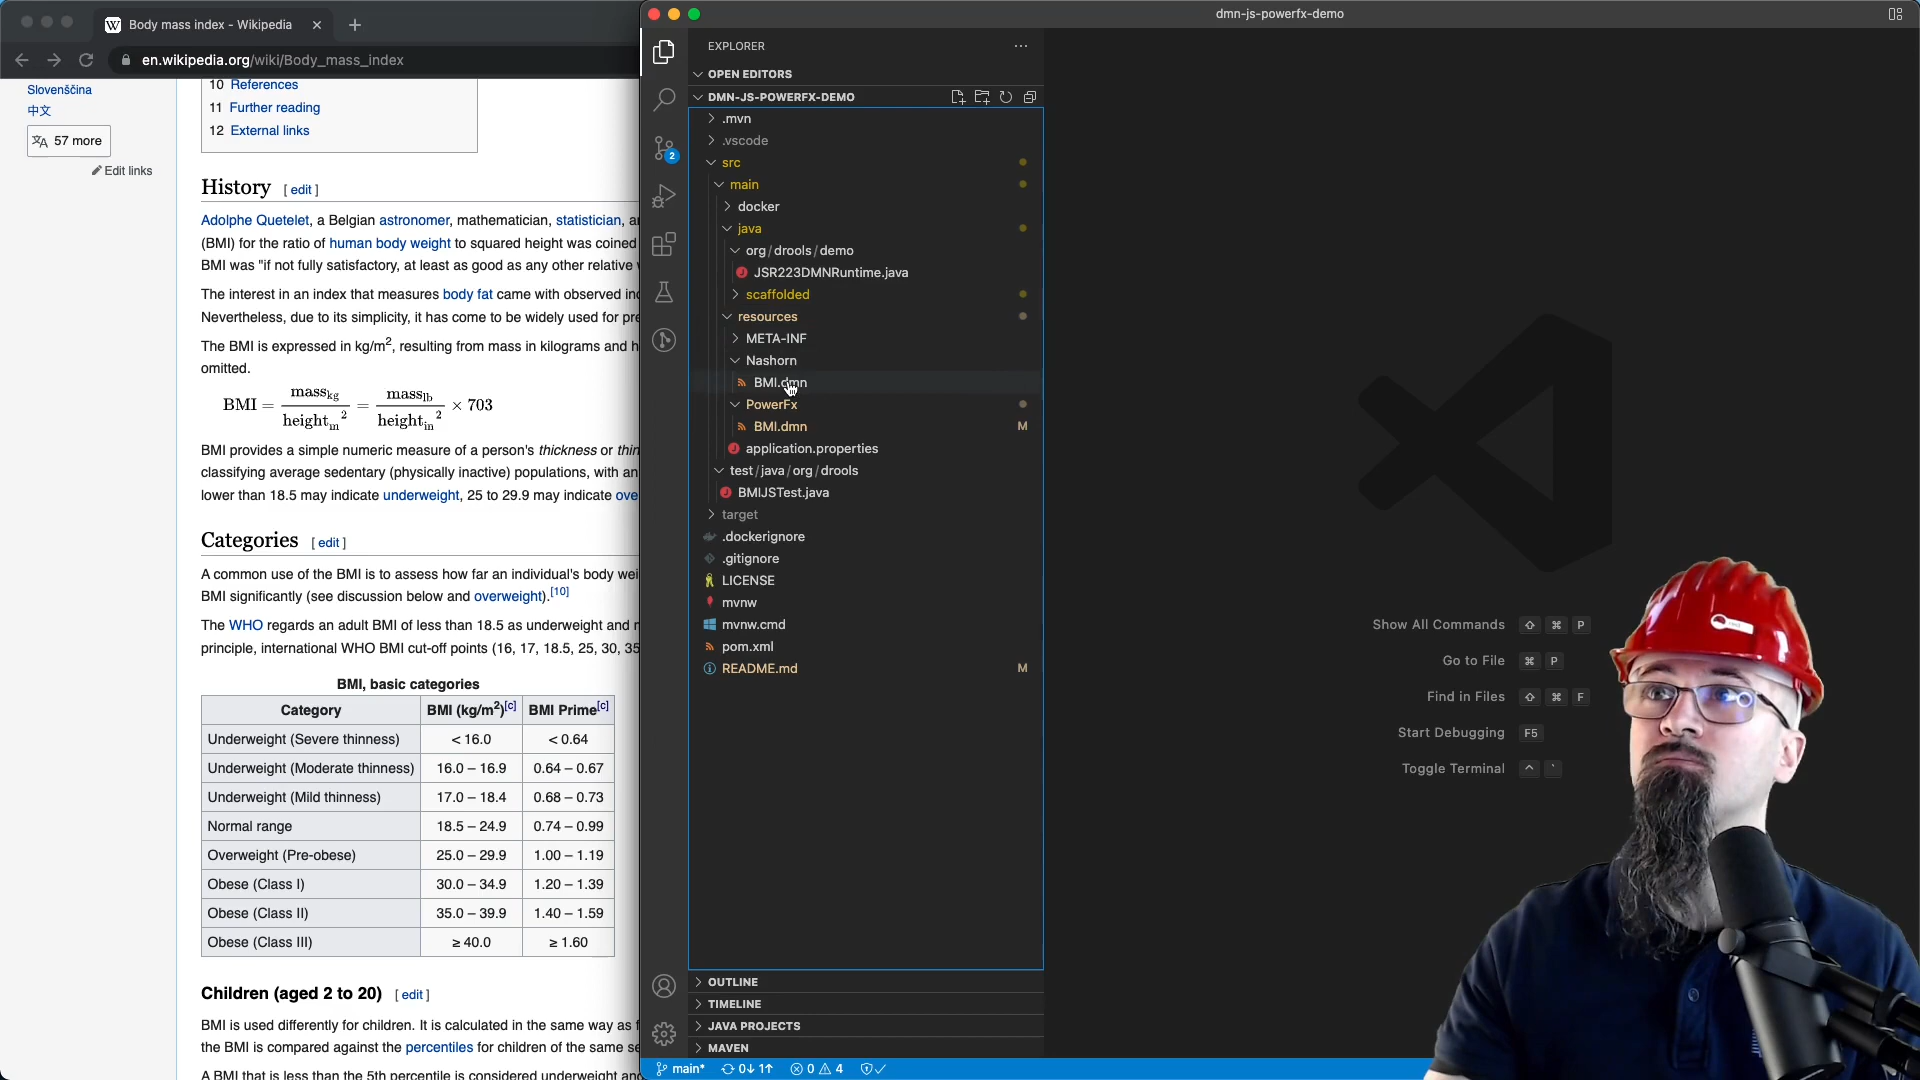 Body mass index - Wikipedia
en.wikipedia.org/wiki/Body_mass_index
Slovenščina
中文
57 more
Edit links
10 References
11 Further reading
12 External links
History [ edit ]
Adolphe Quetelet, a Belgian astronomer, mathematician, statistician,
(BMI) for the ratio of human body weight to squared height was coined
BMI was "if not fully satisfactory, at least as good as any other relative
The interest in an index that measures body fat came with observed
Nevertheless, due to its simplicity, it has come to be widely used for
The BMI is expressed in kg/m2, resulting from mass in kilograms and
omitted.
BMI = masskg / heightm2 = masslb / heightin2 × 703
BMI provides a simple numeric measure of a person's thickness or
classifying average sedentary (physically inactive) populations, with an
lower than 18.5 may indicate underweight, 25 to 29.9 may indicate
Categories [ edit ]
A common use of the BMI is to assess how far an individual's body
BMI significantly (see discussion below and overweight).[10]
The WHO regards an adult BMI of less than 18.5 as underweight and
principle, international WHO BMI cut-off points (16, 17, 18.5, 25, 30, 35
BMI, basic categories
Category BMI (kg/m2)[c] BMI Prime[c]
Underweight (Severe thinness) < 16.0 < 0.64
Underweight (Moderate thinness) 16.0 – 16.9 0.64 – 0.67
Underweight (Mild thinness) 17.0 – 18.4 0.68 – 0.73
Normal range 18.5 – 24.9 0.74 – 0.99
Overweight (Pre-obese) 25.0 – 29.9 1.00 – 1.19
Obese (Class I) 30.0 – 34.9 1.20 – 1.39
Obese (Class II) 35.0 – 39.9 1.40 – 1.59
Obese (Class III) ≥ 40.0 ≥ 1.60
Children (aged 2 to 20) [ edit ]
BMI is used differently for children. It is calculated in the same way as
the BMI is compared against the percentiles for children of the same
A BMI that is less than the 5th percentile is considered underweight and
dmn-js-powerfx-demo
EXPLORER
OPEN EDITORS
DMN-JS-POWERFX-DEMO
.mvn
.vscode
src
main
docker
java
org/drools/demo
JSR223DMNRuntime.java
scaffolded
resources
META-INF
Nashorn
BMI.dmn
PowerFx
BMI.dmn M
application.properties
test/java/org/drools
BMIJSTest.java
target
.dockerignore
.gitignore
LICENSE
mvnw
mvnw.cmd
pom.xml
README.md M
OUTLINE
TIMELINE
JAVA PROJECTS
MAVEN
2
main* 0↓ 1↑ 0 4
Show All Commands ⇧ ⌘ P
Go to File ⌘ P
Find in Files ⇧ ⌘ F
Start Debugging F5
Toggle Terminal ^ `